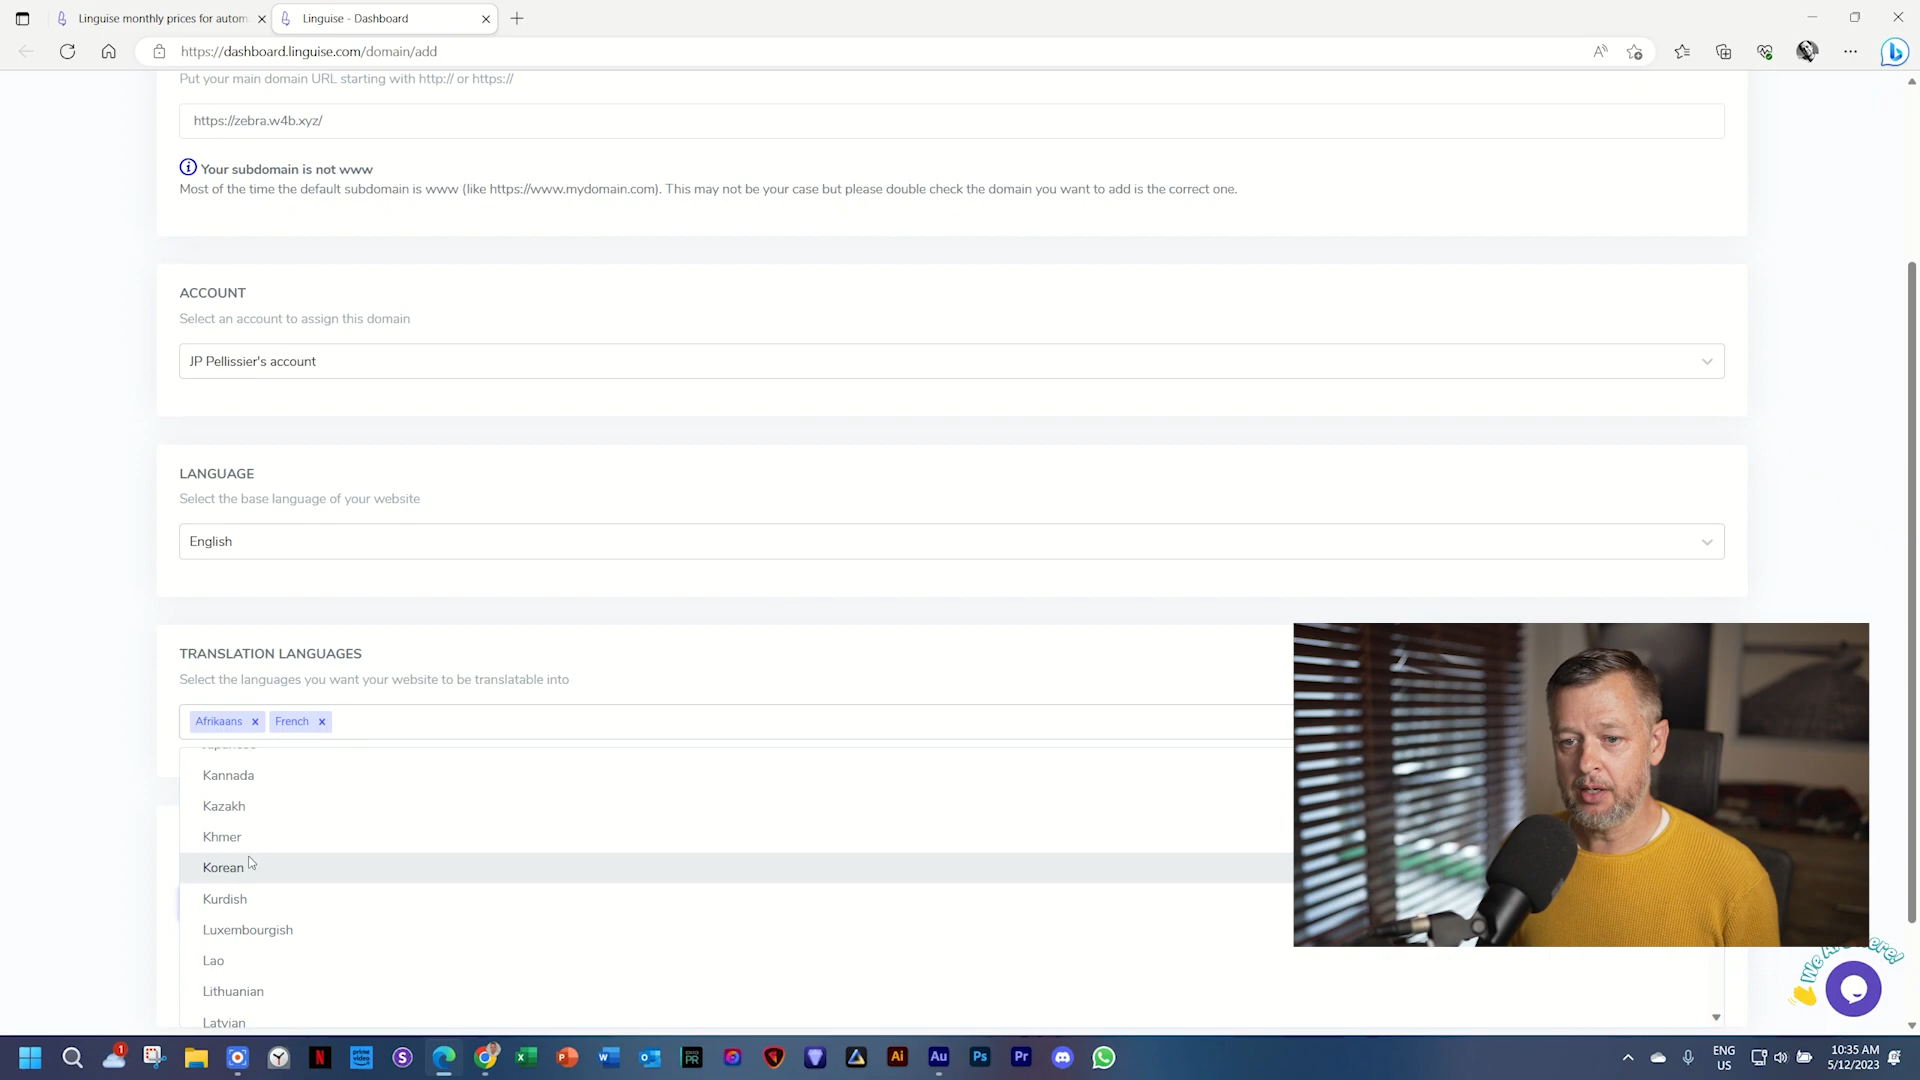 Linguise monthly prices for autom
Linguise - Dashboard
https://dashboard.linguise.com/domain/add
Put your main domain URL starting with http:// or https://
https://zebra.w4b.xyz/
Your subdomain is not www
Most of the time the default subdomain is www (like https://www.mydomain.com). This may not be your case but please double check the domain you want to add is the correct one.
ACCOUNT
Select an account to assign this domain
JP Pellissier's account
LANGUAGE
Select the base language of your website
English
TRANSLATION LANGUAGES
Select the languages you want your website to be translatable into
Afrikaans x French x
Japanese
Kannada
Kazakh
Khmer
Korean
Kurdish
Luxembourgish
Lao
Lithuanian
Latvian
We Are Here!
1
ENG
US
10:35 AM
5/12/2023